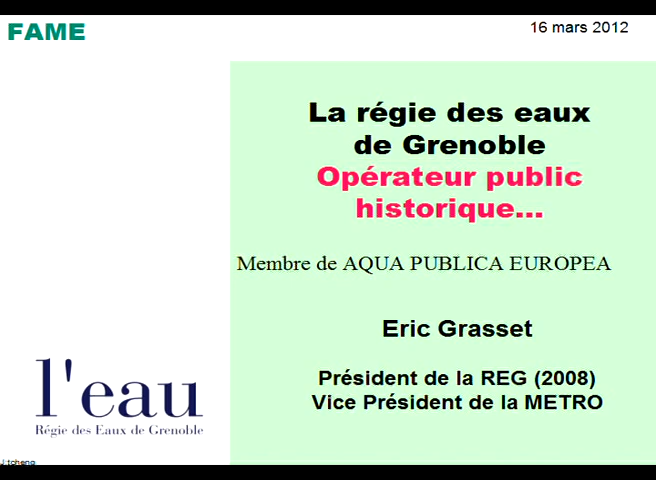 FAME
16 mars 2012
La régie des eaux
de Grenoble
Opérateur public
historique...
Membre de AQUA PUBLICA EUROPEA
Eric Grasset
Président de la REG (2008)
Vice Président de la METRO
l'eau
Régie des Eaux de Grenoble
J.tcheng